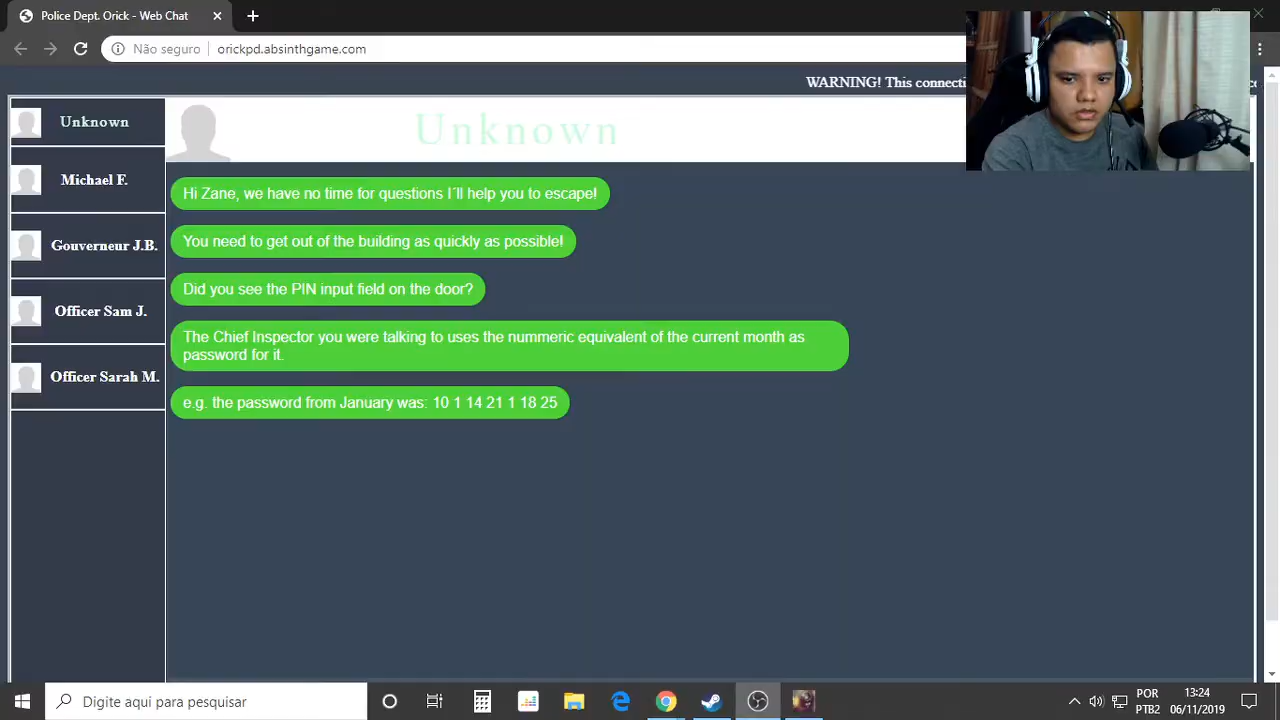 Police Dept. Orick - Web Chat
Não seguro
orickpd.absinthgame.com
WARNING! This connecti
Unknown
Michael F.
Gouverneur J.B.
Officer Sam J.
Officer Sarah M.
Unknown
Hi Zane, we have no time for questions I´ll help you to escape!
You need to get out of the building as quickly as possible!
Did you see the PIN input field on the door?
The Chief Inspector you were talking to uses the nummeric equivalent of the current month as
password for it.
e.g. the password from January was: 10 1 14 21 1 18 25
Digite aqui para pesquisar
POR
PTB2
13:24
06/11/2019